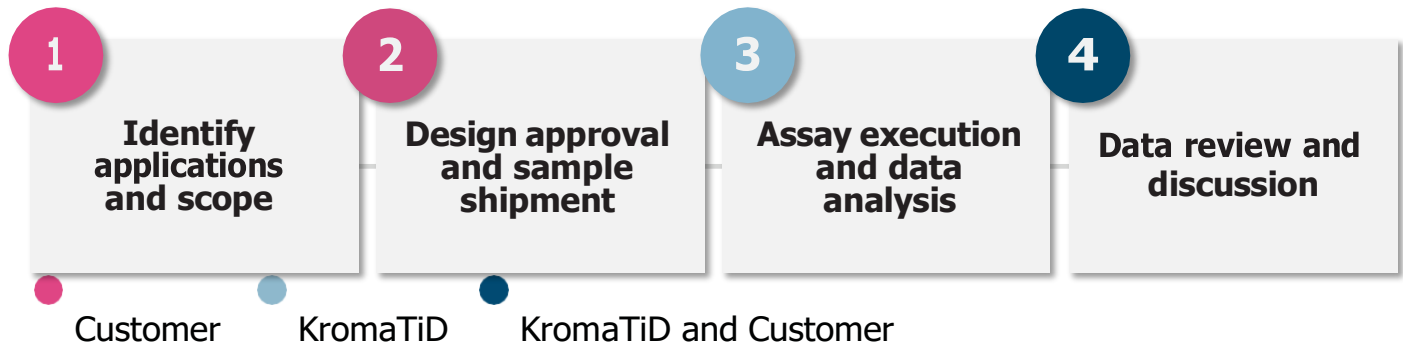 1
Identify
applications
and scope
2
Design approval
and sample
shipment
3
Assay execution
and data
analysis
4
Data review and
discussion
Customer
KromaTiD
KromaTiD and Customer